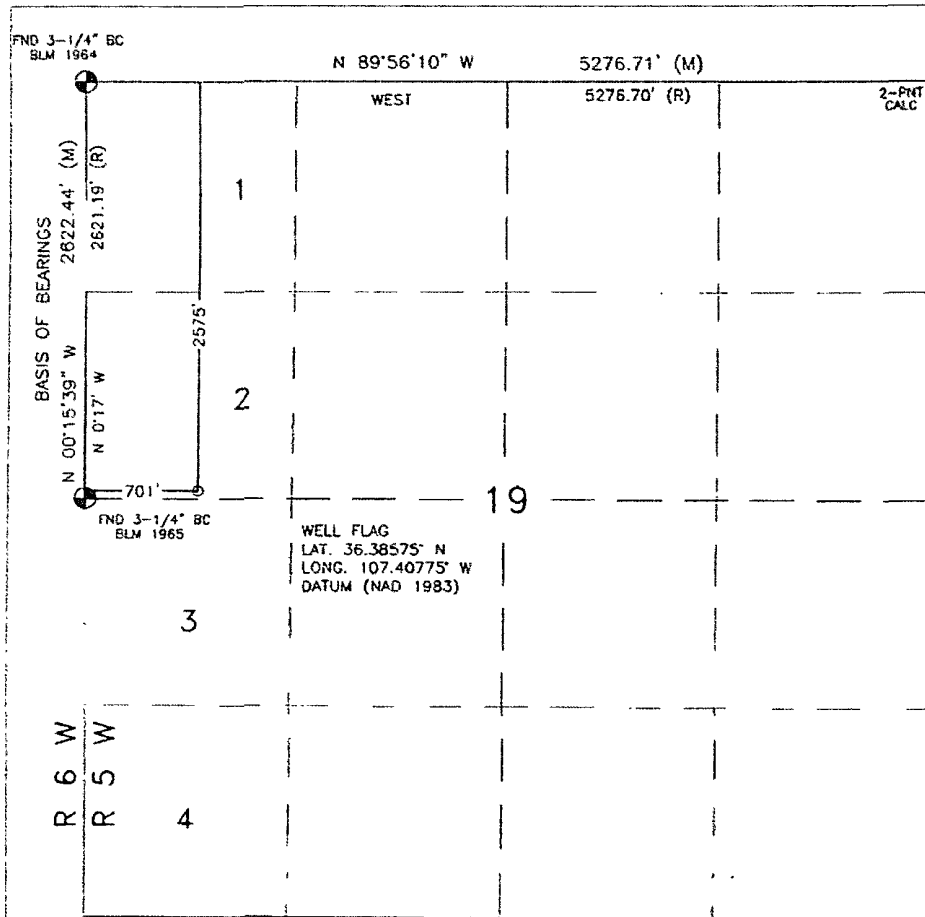 FND 3-1/4" BC
BLM 1964
N 89°56'10" W 5276.71' (M)
WEST 5276.70' (R)
2-PNT
CALC
BASIS OF BEARINGS
N 00°15'39" W 2622.44' (M)
N 0°17' W 2621.19' (R)
1
2575'
2
701'
FND 3-1/4" BC
BLM 1965
19
WELL FLAG
LAT. 36.38575° N
LONG. 107.40775° W
DATUM (NAD 1983)
3
R 6 W
R 5 W
4